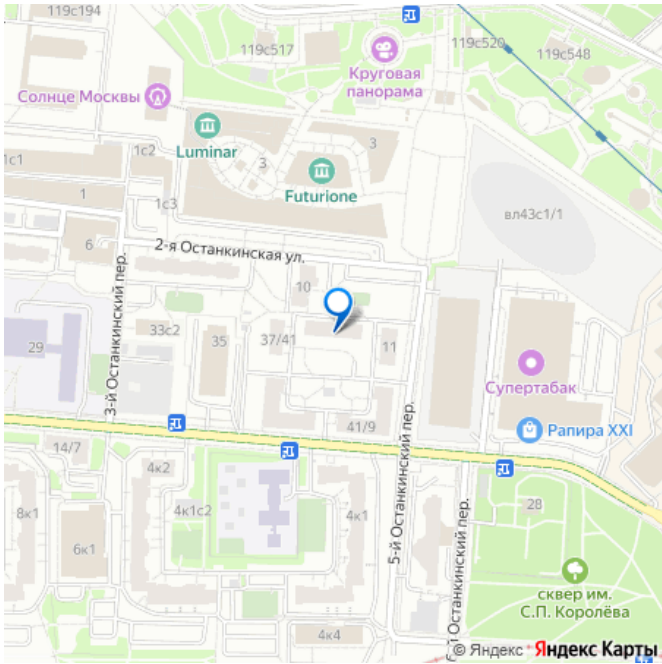 119с194
119с517
119с520
119с548
Круговая
панорама
Солнце Москвы
Luminar
3
3
Futurione
1с1
1с2
1
1с3
вл43с1/1
6
2-я Останкинская ул.
10
3-й Останкинский пер.
33с2
35
37/41
11
29
Супертабак
41/9
Рапира XXI
5-й Останкинский пер.
14/7
4к2
8к1
4к1с2
4к1
28
6к1
й Останкинский пер.
сквер им.
С.П. Королёва
4к4
© Яндекс Яндекс Карты